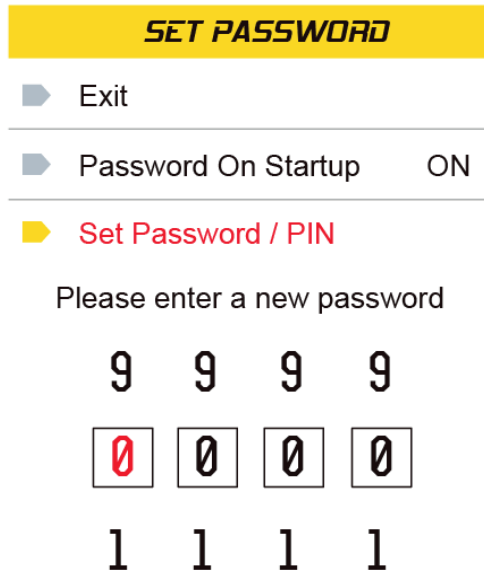 SET PASSWORD
Exit
Password On Startup ON
Set Password / PIN
Please enter a new password
9 9 9 9
0 0 0 0
1 1 1 1